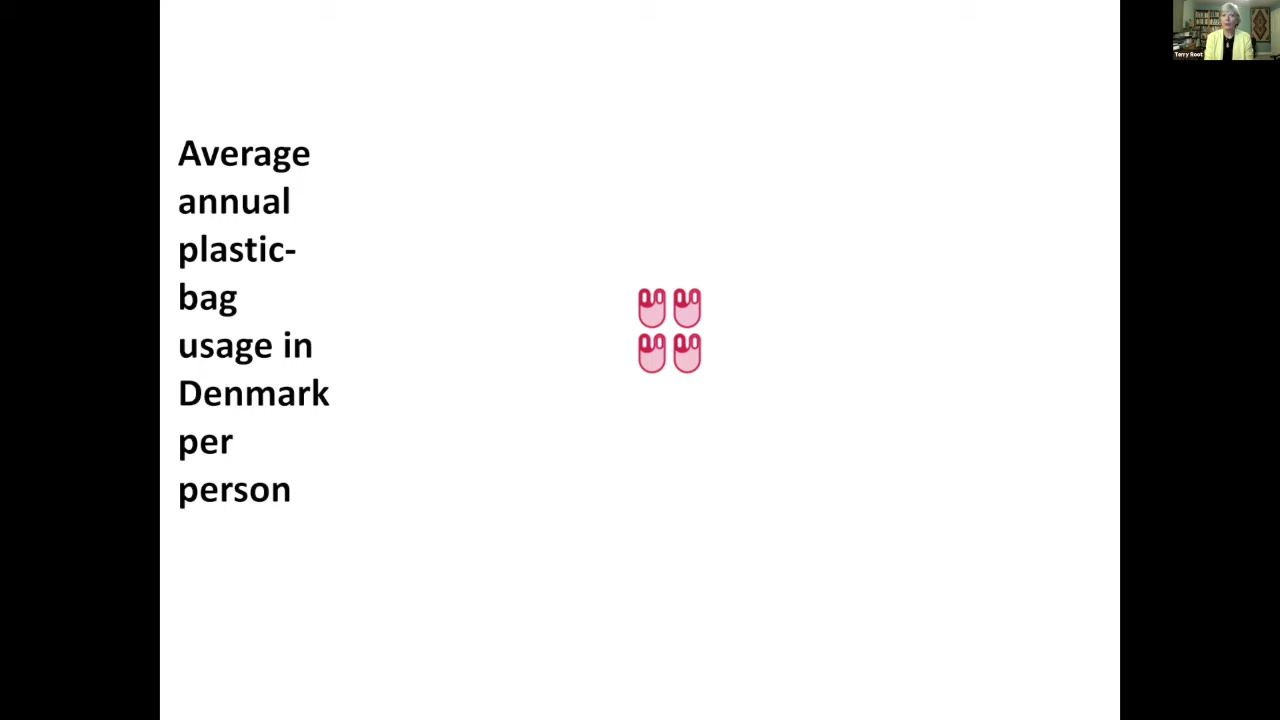 Average
annual
plastic-
bag
usage in
Denmark
per
person
Terry Root